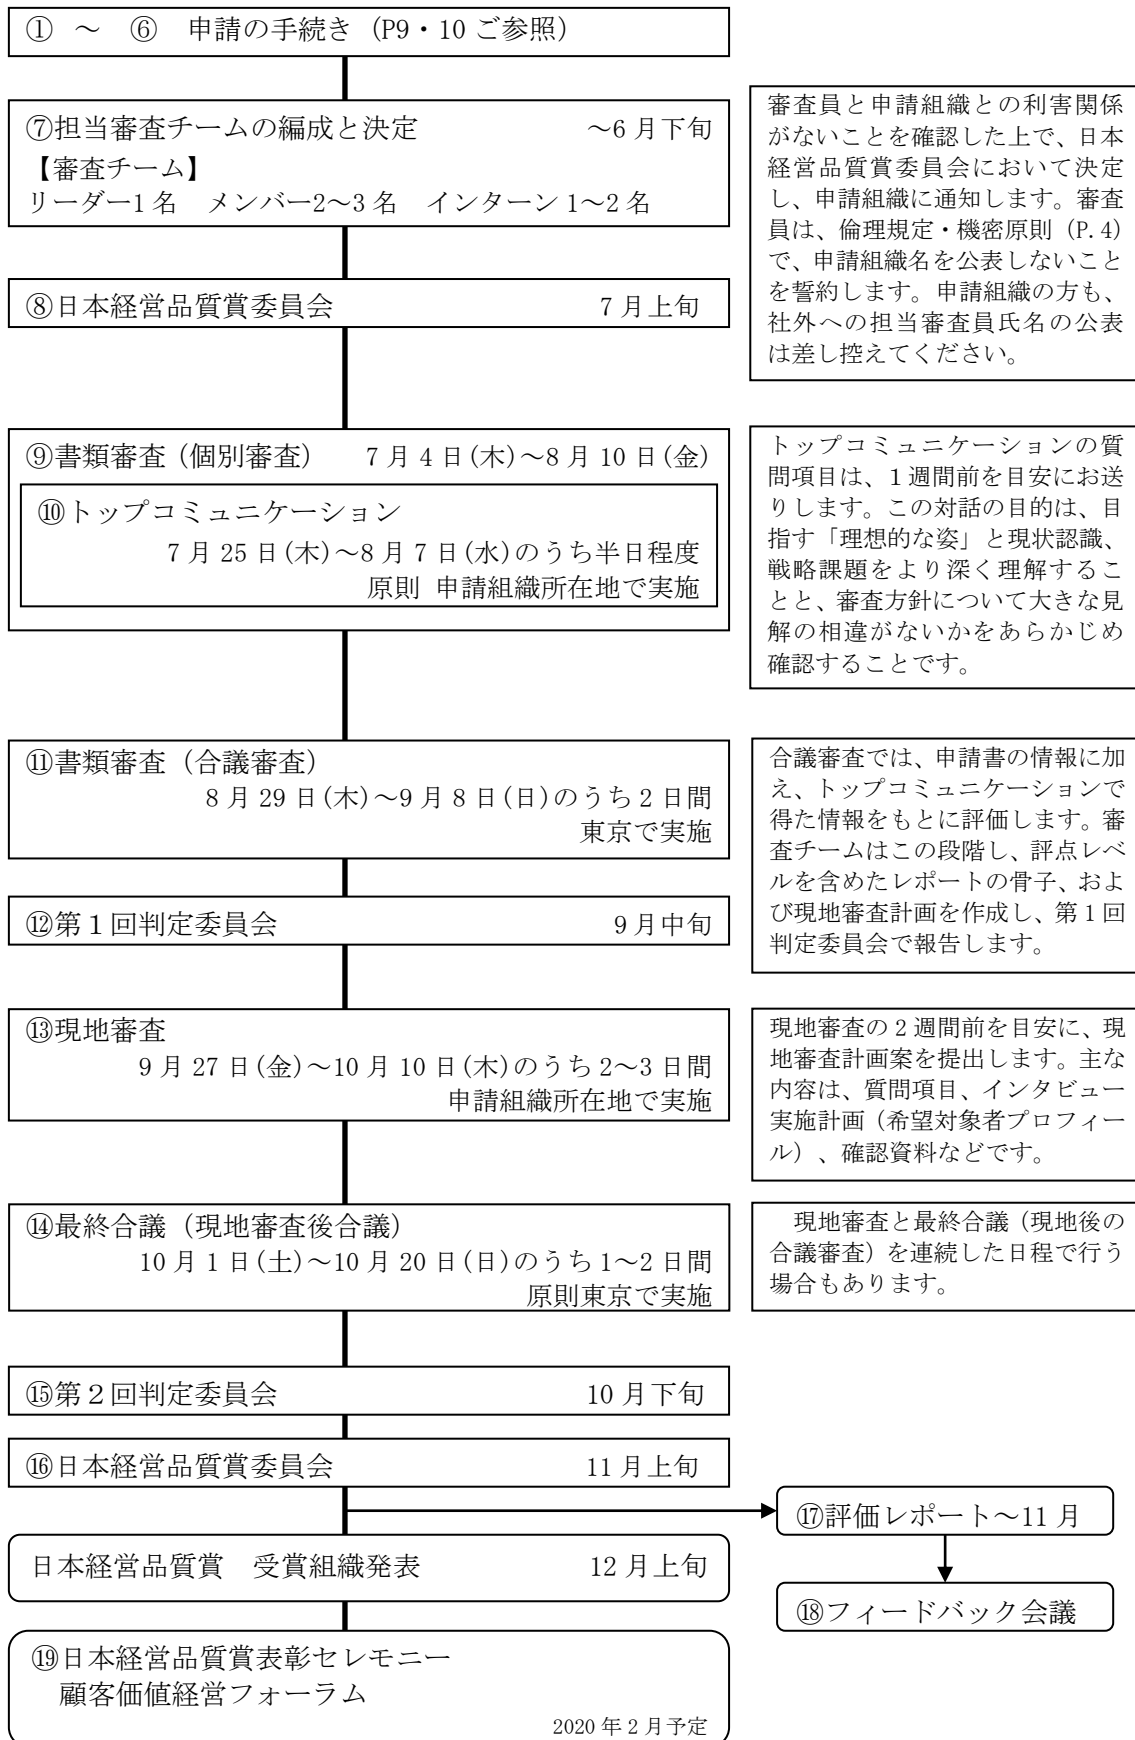 ① ～ ⑥ 申請の手続き（P9・10 ご参照）
⑦担当審査チームの編成と決定 ～6 月下旬
【審査チーム】
リーダー1 名 メンバー2～3 名 インターン 1～2 名
審査員と申請組織との利害関係
がないことを確認した上で、日本
経営品質賞委員会において決定
し、申請組織に通知します。審査
員は、倫理規定・機密原則（P.4）
で、申請組織名を公表しないこと
を誓約します。申請組織の方も、
社外への担当審査員氏名の公表
は差し控えてください。
⑧日本経営品質賞委員会 7 月上旬
⑨書類審査（個別審査） 7 月 4 日(木)～8 月 10 日(金)
⑩トップコミュニケーション
7 月 25 日(木)～8 月 7 日(水)のうち半日程度
原則 申請組織所在地で実施
トップコミュニケーションの質
問項目は、1 週間前を目安にお送
りします。この対話の目的は、目
指す「理想的な姿」と現状認識、
戦略課題をより深く理解するこ
とと、審査方針について大きな見
解の相違がないかをあらかじめ
確認することです。
⑪書類審査（合議審査）
8 月 29 日(木)～9 月 8 日(日)のうち 2 日間
東京で実施
合議審査では、申請書の情報に加
え、トップコミュニケーションで
得た情報をもとに評価します。審
査チームはこの段階し、評点レベ
ルを含めたレポートの骨子、およ
び現地審査計画を作成し、第 1 回
判定委員会で報告します。
⑫第１回判定委員会 9 月中旬
⑬現地審査
9 月 27 日(金)～10 月 10 日(木)のうち 2～3 日間
申請組織所在地で実施
現地審査の 2 週間前を目安に、現
地審査計画案を提出します。主な
内容は、質問項目、インタビュー
実施計画（希望対象者プロフィー
ル）、確認資料などです。
⑭最終合議（現地審査後合議）
10 月 1 日(土)～10 月 20 日(日)のうち 1～2 日間
原則東京で実施
現地審査と最終合議（現地後の
合議審査）を連続した日程で行う
場合もあります。
⑮第２回判定委員会 10 月下旬
⑯日本経営品質賞委員会 11 月上旬
⑰評価レポート～11 月
日本経営品質賞 受賞組織発表 12 月上旬
⑱フィードバック会議
⑲日本経営品質賞表彰セレモニー
顧客価値経営フォーラム
2020 年 2 月予定